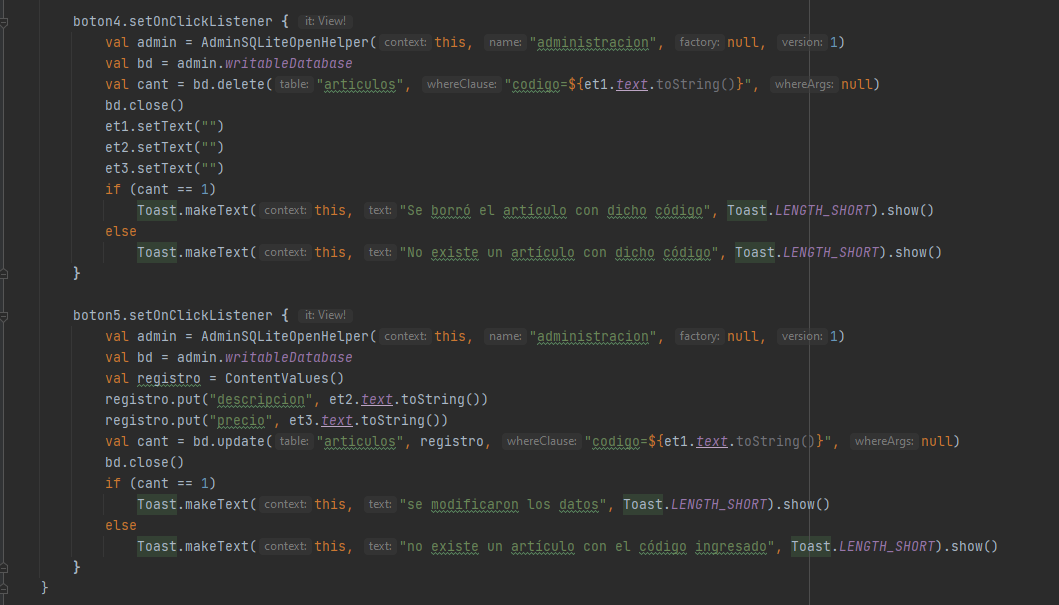 boton4.setOnClickListener { it: View!
val admin = AdminSQLiteOpenHelper( context: this, name: "administracion", factory: null, version: 1)
val bd = admin.writableDatabase
val cant = bd.delete( table: "articulos", whereClause: "codigo=${et1.text.toString()}", whereArgs: null)
bd.close()
et1.setText("")
et2.setText("")
et3.setText("")
if (cant == 1)
Toast.makeText( context: this, text: "Se borró el artículo con dicho código", Toast.LENGTH_SHORT).show()
else
Toast.makeText( context: this, text: "No existe un artículo con dicho código", Toast.LENGTH_SHORT).show()
}
boton5.setOnClickListener { it: View!
val admin = AdminSQLiteOpenHelper( context: this, name: "administracion", factory: null, version: 1)
val bd = admin.writableDatabase
val registro = ContentValues()
registro.put("descripcion", et2.text.toString())
registro.put("precio", et3.text.toString())
val cant = bd.update( table: "articulos", registro, whereClause: "codigo=${et1.text.toString()}", whereArgs: null)
bd.close()
if (cant == 1)
Toast.makeText( context: this, text: "se modificaron los datos", Toast.LENGTH_SHORT).show()
else
Toast.makeText( context: this, text: "no existe un artículo con el código ingresado", Toast.LENGTH_SHORT).show()
}
}